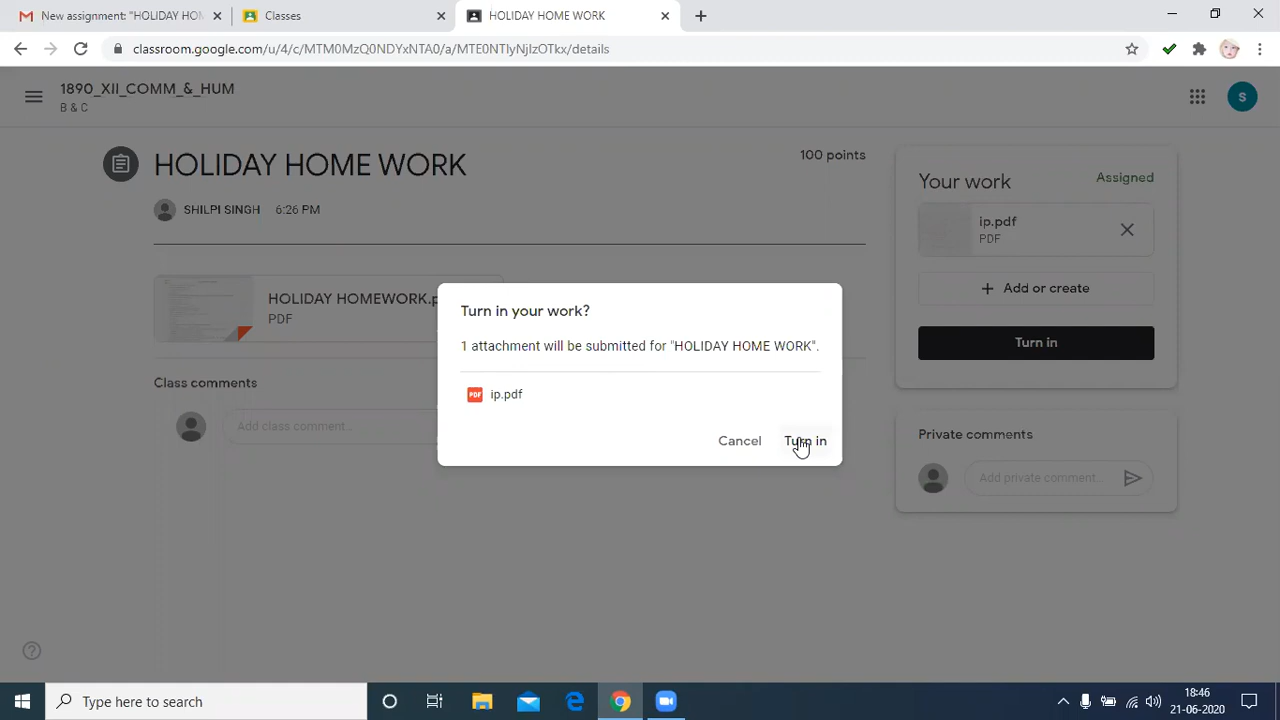 New assignment: "HOLIDAY HOM
Classes
HOLIDAY HOME WORK
classroom.google.com/u/4/c/MTM0MzQ0NDYxNTA0/a/MTE0NTIyNjIzOTkx/details
1890_XII_COMM_&_HUM
B & C
S
HOLIDAY HOME WORK
100 points
SHILPI SINGH 6:26 PM
HOLIDAY HOMEWORK.p
PDF
Class comments
Add class comment...
Turn in your work?
1 attachment will be submitted for "HOLIDAY HOME WORK".
PDF ip.pdf
Cancel Turn in
Your work Assigned
ip.pdf
PDF
+ Add or create
Turn in
Private comments
Add private comment...
Type here to search
18:46
21-06-2020